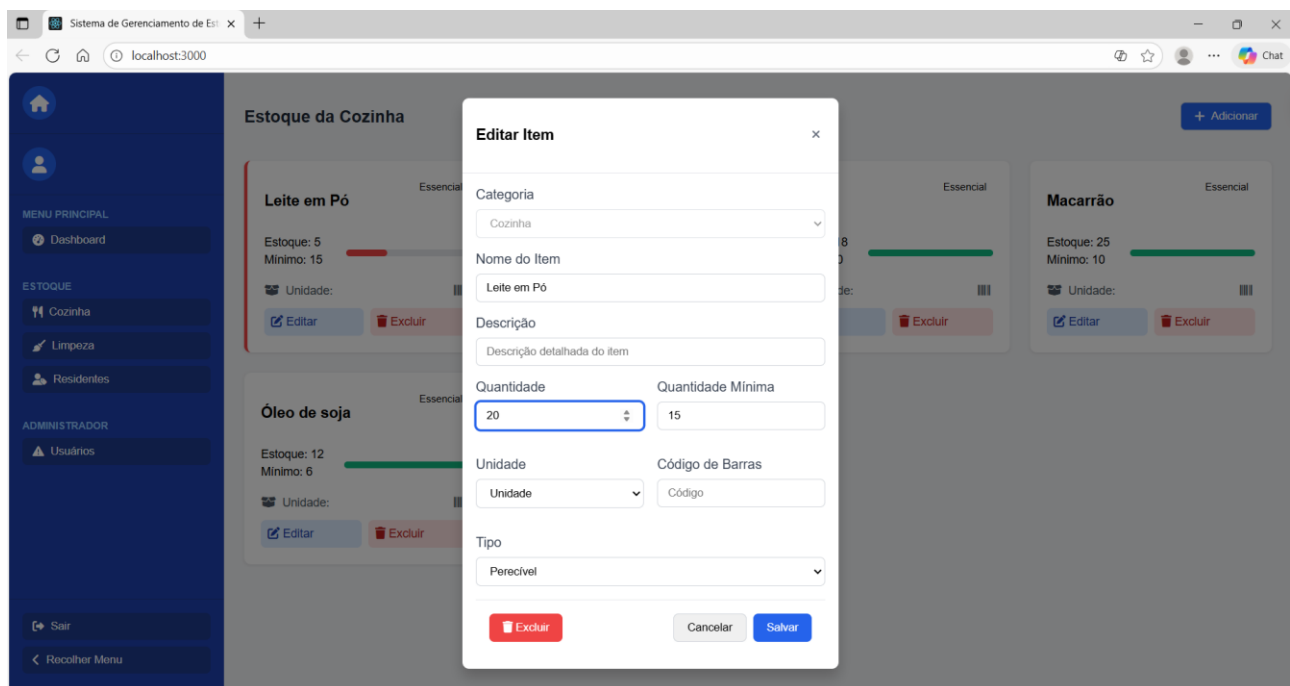 Sistema de Gerenciamento de Est
localhost:3000
Chat
MENU PRINCIPAL
Dashboard
ESTOQUE
Cozinha
Limpeza
Residentes
ADMINISTRADOR
Usuários
Sair
Recolher Menu
Estoque da Cozinha
+ Adicionar
Leite em Pó
Essencial
Estoque: 5
Mínimo: 15
Unidade:
Editar
Excluir
Essencial
8
de:
Excluir
Macarrão
Essencial
Estoque: 25
Mínimo: 10
Unidade:
Editar
Excluir
Óleo de soja
Essencial
Estoque: 12
Mínimo: 6
Unidade:
Editar
Excluir
Editar Item
×
Categoria
Cozinha
Nome do Item
Leite em Pó
Descrição
Descrição detalhada do item
Quantidade
Quantidade Mínima
20
15
Unidade
Código de Barras
Unidade
Código
Tipo
Perecível
Excluir
Cancelar
Salvar